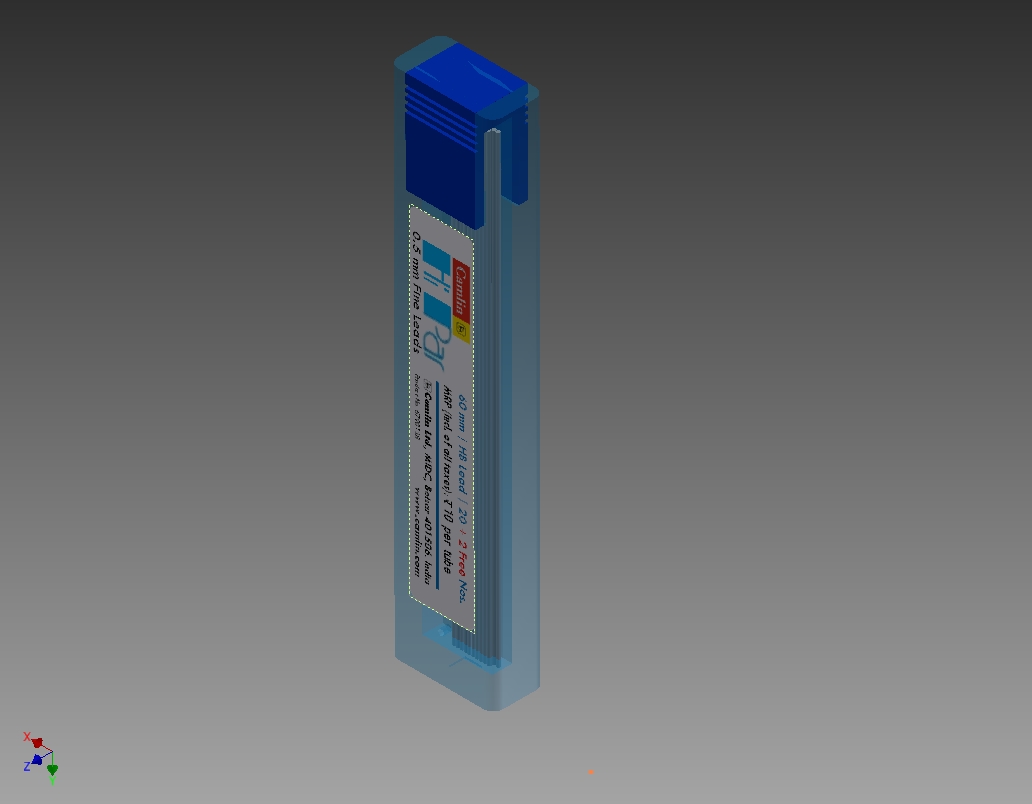 Camlin
Hi Par
0.5 mm Fine Leads
60 mm / HB Lead / 20 + 2 Free Nos.
MRP (incl. of all taxes): ₹ 10 per tube
Camlin Ltd., MIDC, Boisar 401506, India
www.camlin.com
X
Z